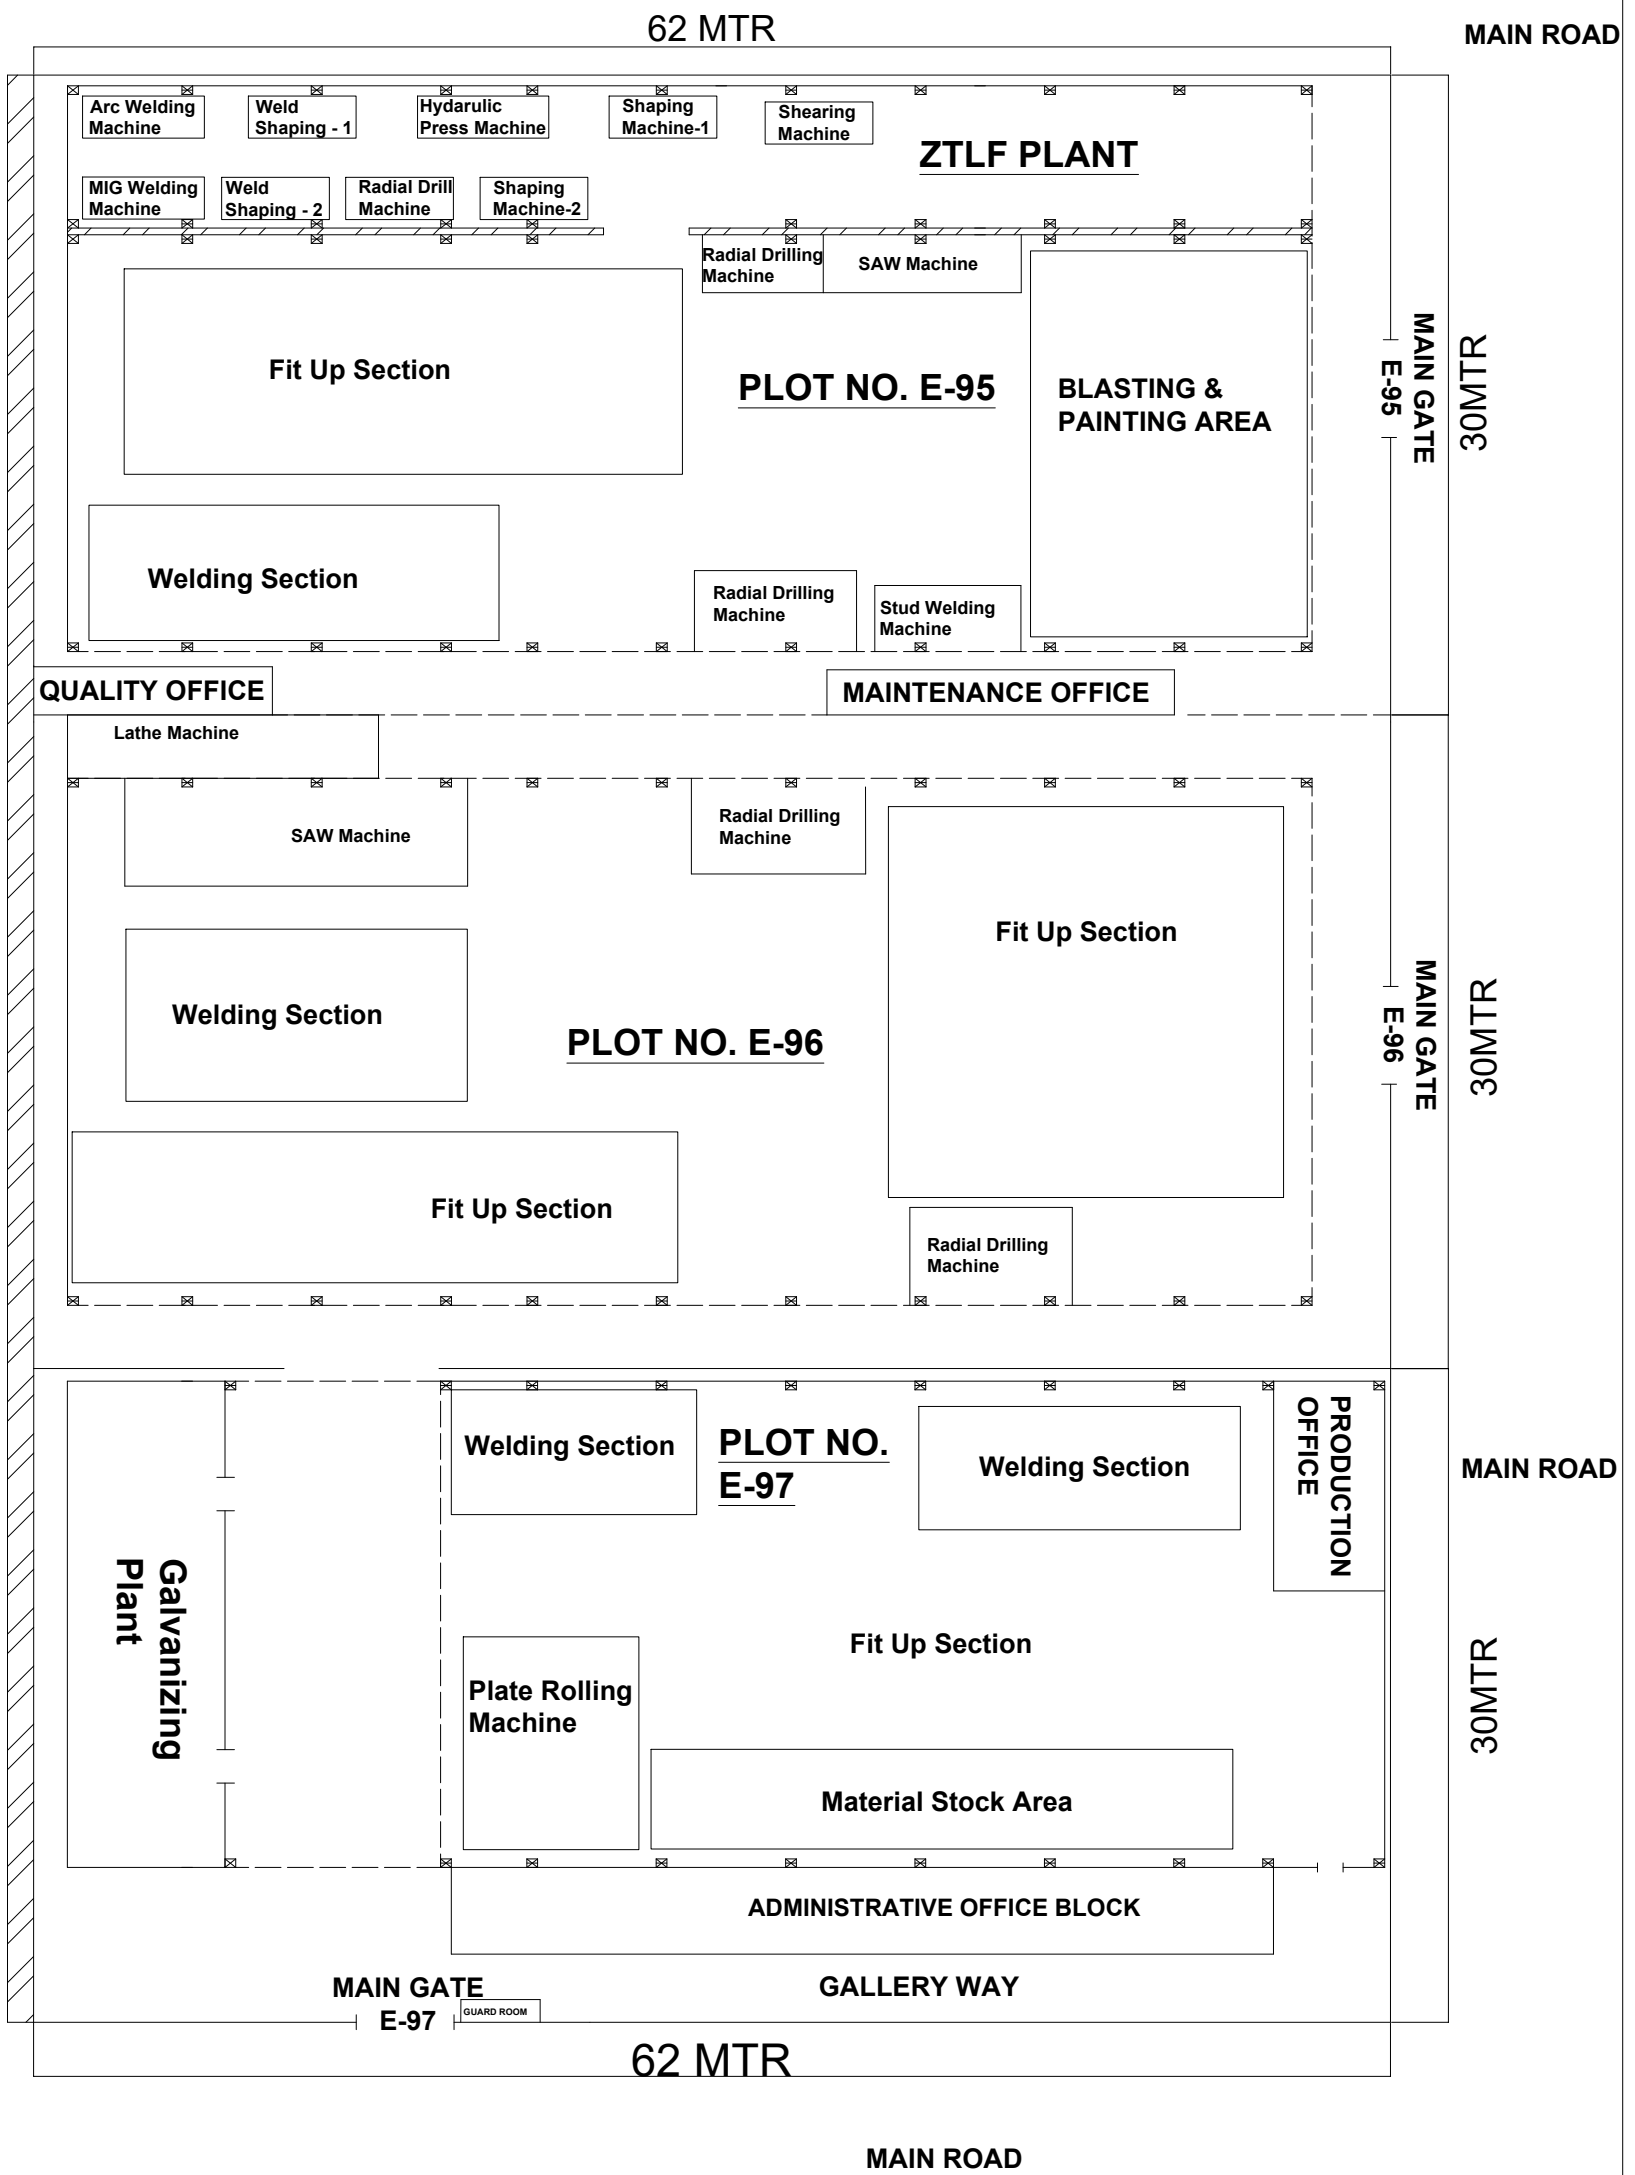 62 MTR
MAIN ROAD
Arc Welding
Machine
Weld
Shaping - 1
Hydarulic
Press Machine
Shaping
Machine-1
Shearing
Machine
ZTLF PLANT
MIG Welding
Machine
Weld
Shaping - 2
Radial Drill
Machine
Shaping
Machine-2
Radial Drilling
Machine
SAW Machine
Fit Up Section
PLOT NO. E-95
BLASTING &
PAINTING AREA
MAIN GATE
E-95
30MTR
Welding Section
Radial Drilling
Machine
Stud Welding
Machine
QUALITY OFFICE
MAINTENANCE OFFICE
Lathe Machine
SAW Machine
Radial Drilling
Machine
Fit Up Section
Welding Section
PLOT NO. E-96
MAIN GATE
E-96
30MTR
Fit Up Section
Radial Drilling
Machine
Welding Section
PLOT NO.
E-97
Welding Section
PRODUCTION
OFFICE
MAIN ROAD
Galvanizing
Plant
Fit Up Section
Plate Rolling
Machine
30MTR
Material Stock Area
ADMINISTRATIVE OFFICE BLOCK
MAIN GATE
E-97
GUARD ROOM
GALLERY WAY
62 MTR
MAIN ROAD